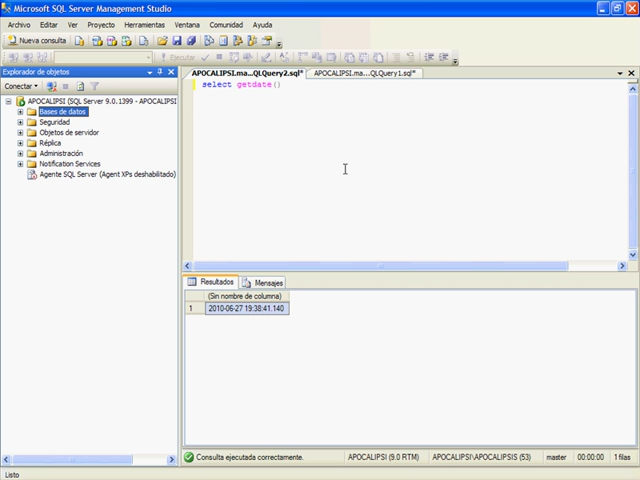 Microsoft SQL Server Management Studio
Archivo Editar Ver Proyecto Herramientas Ventana Comunidad Ayuda
Nueva consulta
Ejecutar
Explorador de objetos
Conectar
APOCALIPSI (SQL Server 9.0.1399 - APOCALIPSI
Bases de datos
Seguridad
Objetos de servidor
Réplica
Administración
Notification Services
Agente SQL Server (Agent XPs deshabilitado)
APOCALIPSI.ma...QLQuery2.sql* APOCALIPSI.ma...QLQuery1.sql*
select getdate()
Resultados Mensajes
(Sin nombre de columna)
1 2010-06-27 19:38:41.140
Consulta ejecutada correctamente. APOCALIPSI (9.0 RTM) APOCALIPSI\APOCALIPSIS (53) master 00:00:00 1 filas
Listo